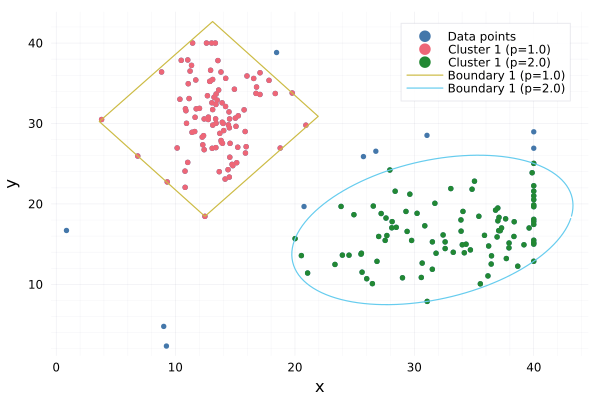 Data points
Cluster 1 (p=1.0)
Cluster 1 (p=2.0)
Boundary 1 (p=1.0)
Boundary 1 (p=2.0)
40
30
20
10
y
0 10 20 30 40
x